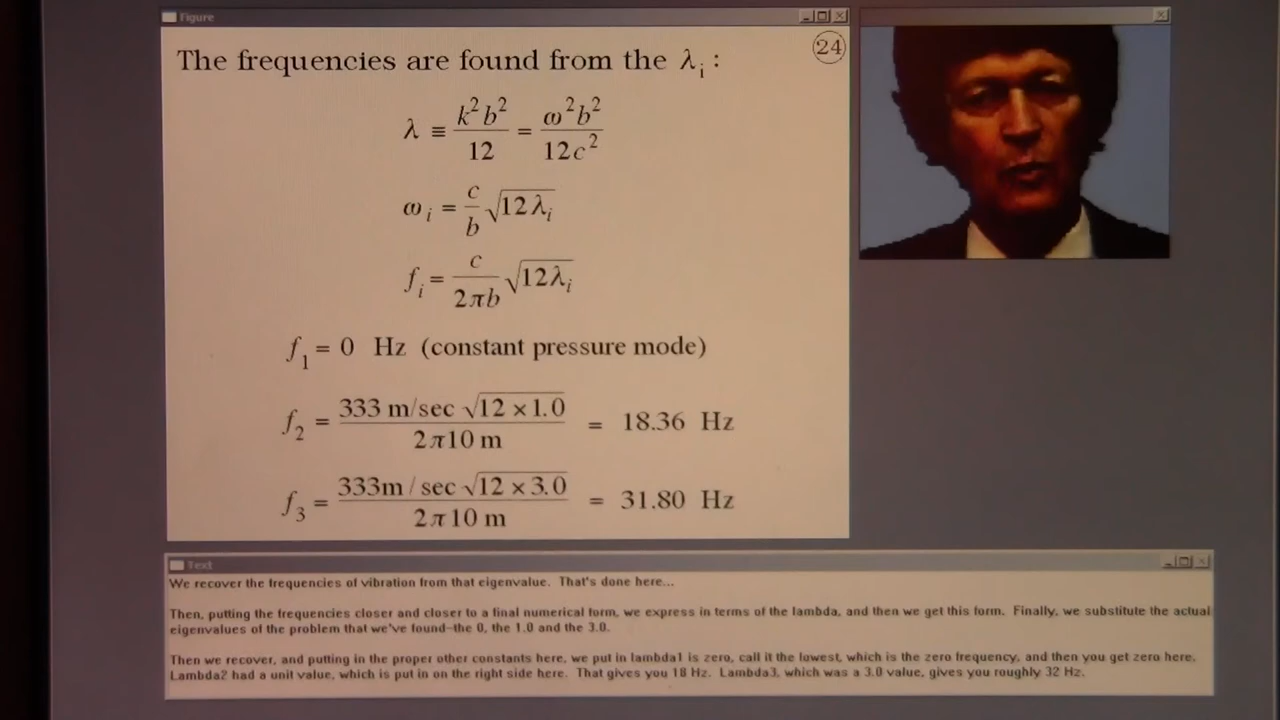 Figure
24
The frequencies are found from the λᵢ :
λ ≡ k²b²/12 = ω²b²/12c²
ωᵢ = c/b √12λᵢ
fᵢ = c/2πb √12λᵢ
f₁ = 0 Hz (constant pressure mode)
f₂ = 333 m/sec √12 × 1.0 / 2π10 m = 18.36 Hz
f₃ = 333m / sec √12 × 3.0 / 2π10 m = 31.80 Hz
Text
We recover the frequencies of vibration from that eigenvalue. That's done here...
Then, putting the frequencies closer and closer to a final numerical form, we express in terms of the lambda, and then we get this form. Finally, we substitute the actual
eigenvalues of the problem that we've found-the 0, the 1.0 and the 3.0.
Then we recover, and putting in the proper other constants here, we put in lambda1 is zero, call it the lowest, which is the zero frequency, and then you get zero here.
Lambda2 had a unit value, which is put in on the right side here. That gives you 18 Hz. Lambda3, which was a 3.0 value, gives you roughly 32 Hz.